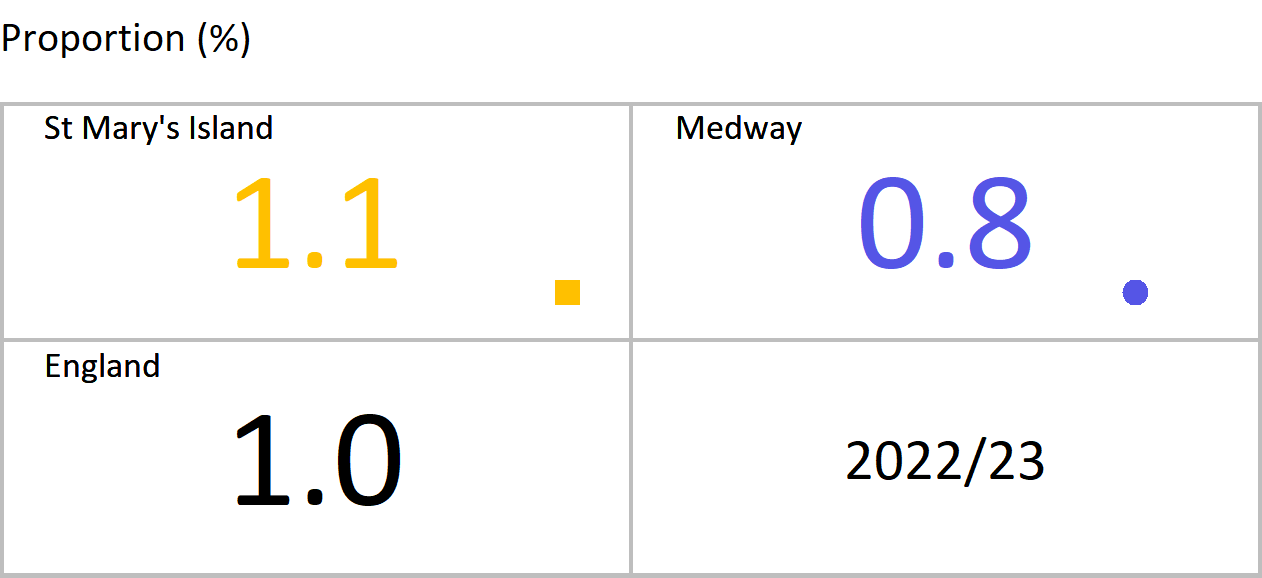 Proportion (%)
St Mary's Island
1.1
Medway
0.8
England
1.0
2022/23